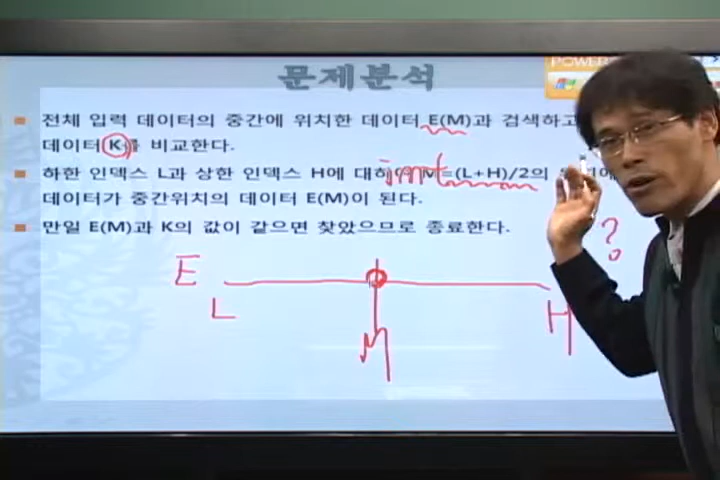 문제분석
POWER
전체 입력 데이터의 중간에 위치한 데이터 E(M)과 검색하고
데이터 K를 비교한다.
하한 인덱스 L과 상한 인덱스 H에 대하여 M=(L+H)/2의
int
데이터가 중간위치의 데이터 E(M)이 된다.
만일 E(M)과 K의 값이 같으면 찾았으므로 종료한다.
?
E
L
H
M